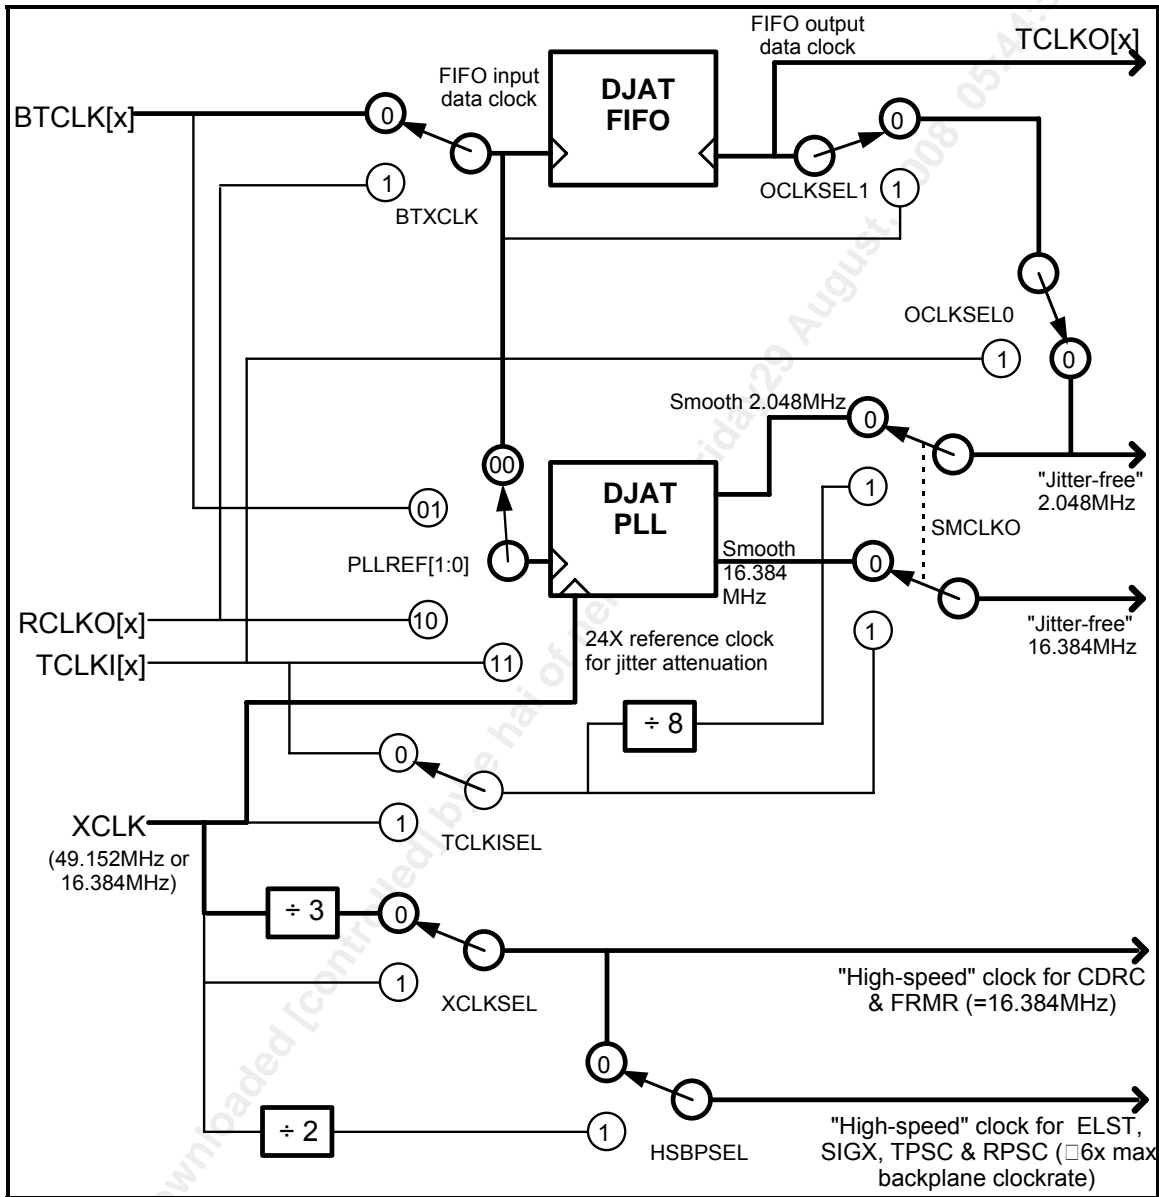 FIFO output
data clock
TCLKO[x]
FIFO input
data clock
DJAT
FIFO
BTCLK[x]
0
0
1
BTXCLK
OCLKSEL1
1
OCLKSEL0
1
0
Smooth 2.048MHz
0
00
"Jitter-free"
2.048MHz
01
DJAT
PLL
1
SMCLKO
PLLREF[1:0]
Smooth
16.384
MHz
0
RCLKO[x]
10
24X reference clock
for jitter attenuation
1
"Jitter-free"
16.384MHz
TCLKI[x]
11
÷ 8
0
XCLK
(49.152MHz or
16.384MHz)
1
TCLKISEL
÷ 3
0
1
XCLKSEL
"High-speed" clock for CDRC
& FRMR (=16.384MHz)
0
÷ 2
1
HSBPSEL
"High-speed" clock for ELST,
SIGX, TPSC & RPSC (□6x max
backplane clockrate)